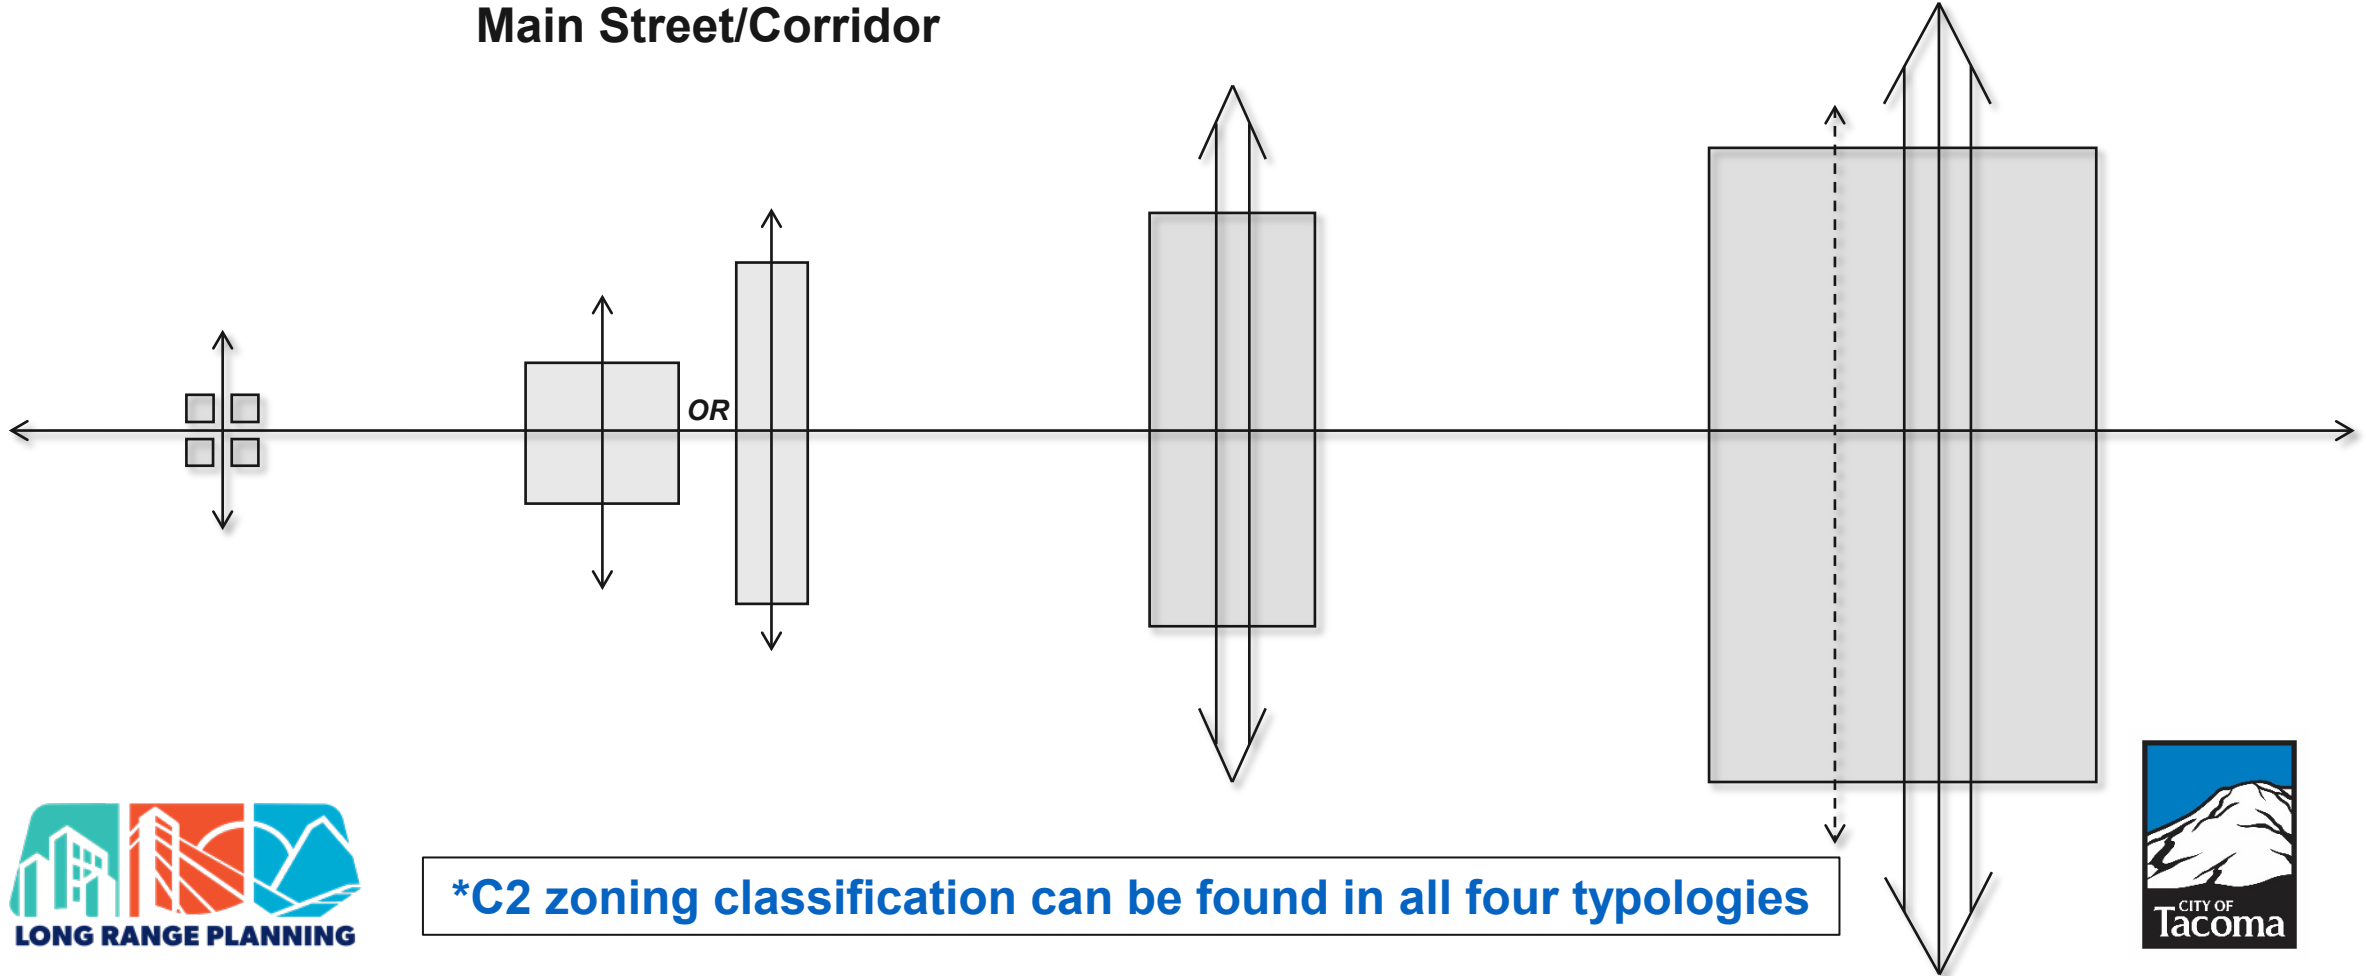 Main Street/Corridor
OR
*C2 zoning classification can be found in all four typologies
LONG RANGE PLANNING
CITY OF
Tacoma